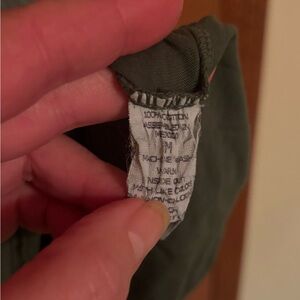 100% COTTON
ASSEMBLED IN
MEXICO
M
MACHINE WASH
WARM
INSIDE OUT
WITH LIKE COLORS